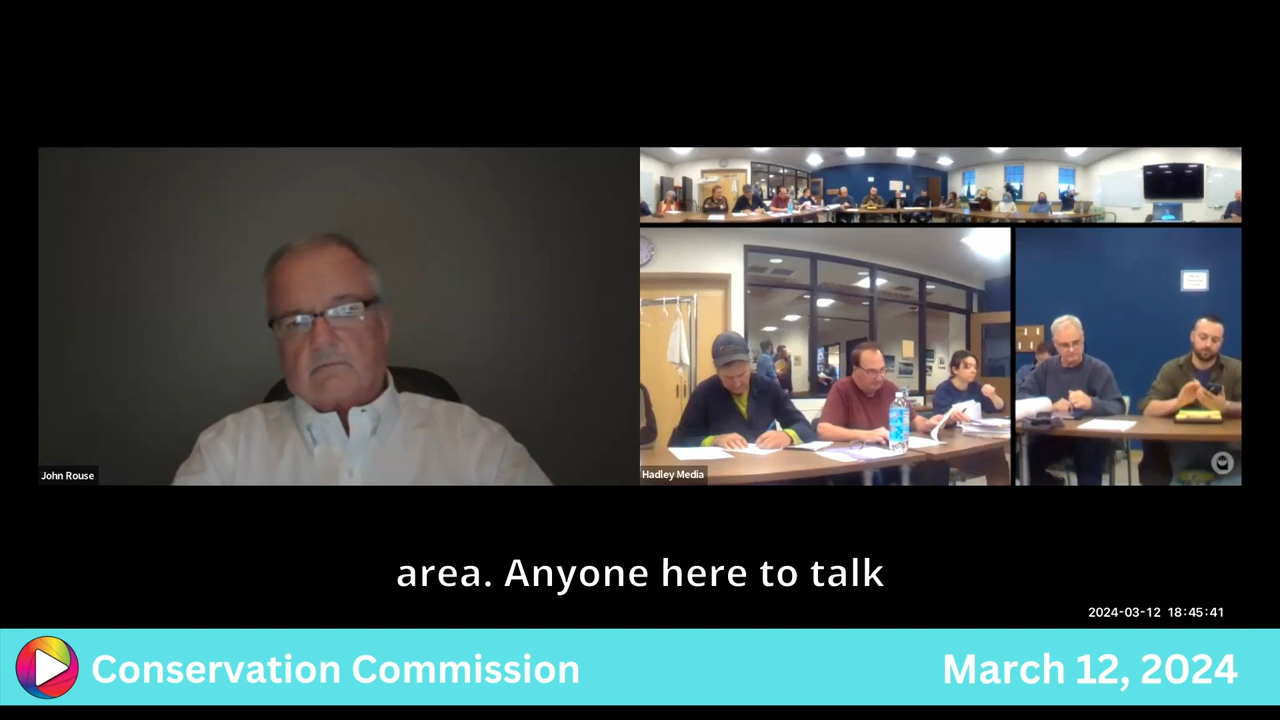 John Rouse
Hadley Media
area. Anyone here to talk
2024-03-12 18:45:41
Conservation Commission
March 12, 2024